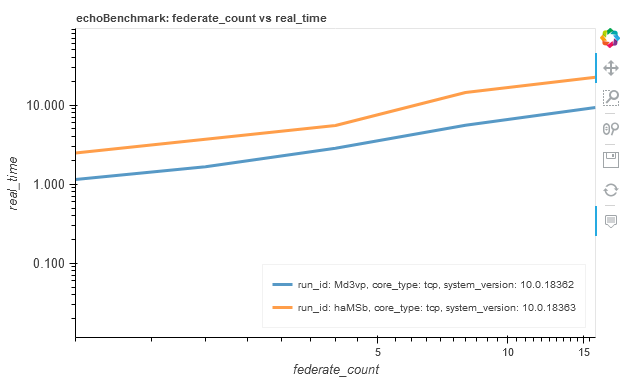 echoBenchmark: federate_count vs real_time
10.000
1.000
0.100
real_time
run_id: Md3vp, core_type: tcp, system_version: 10.0.18362
run_id: haMSb, core_type: tcp, system_version: 10.0.18363
5 10 15
federate_count